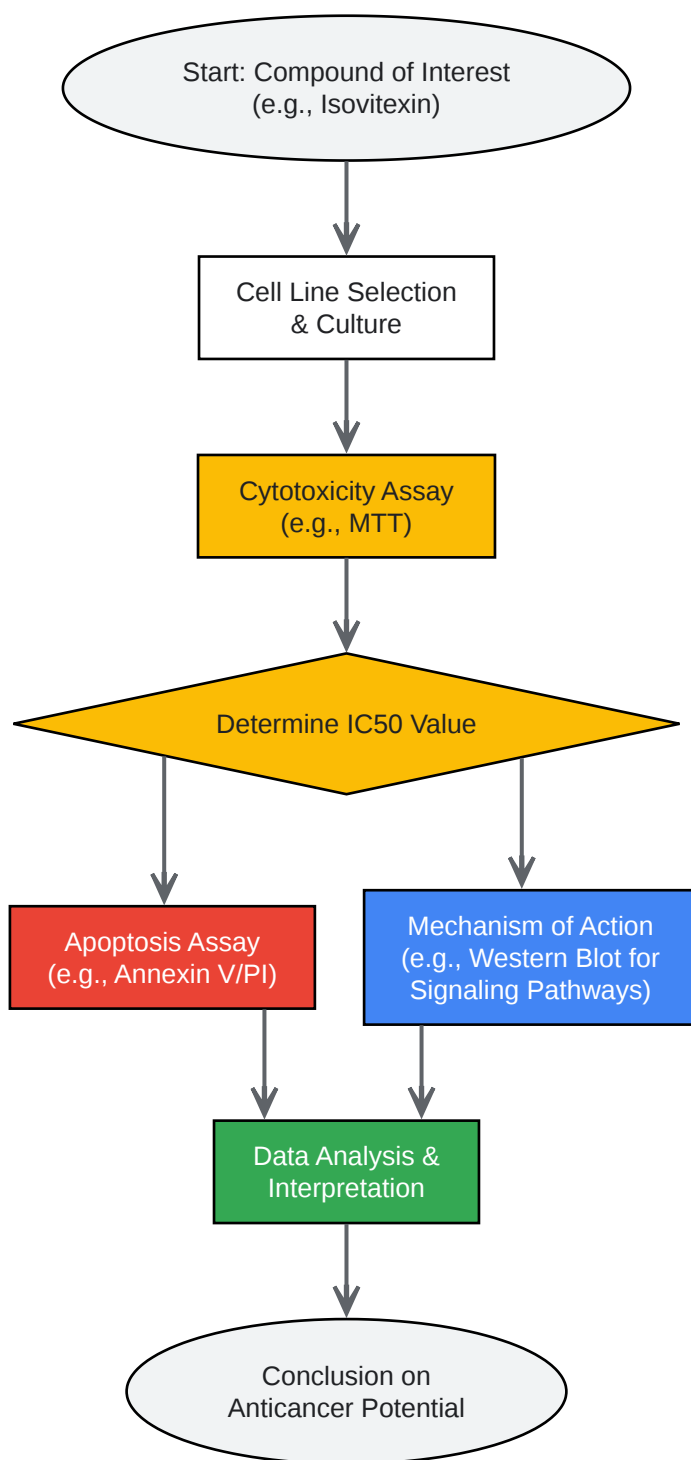 Start: Compound of Interest
(e.g., Isovitexin)
Cell Line Selection
& Culture
Cytotoxicity Assay
(e.g., MTT)
Determine IC50 Value
Apoptosis Assay
(e.g., Annexin V/PI)
Mechanism of Action
(e.g., Western Blot for
Signaling Pathways)
Data Analysis &
Interpretation
Conclusion on
Anticancer Potential